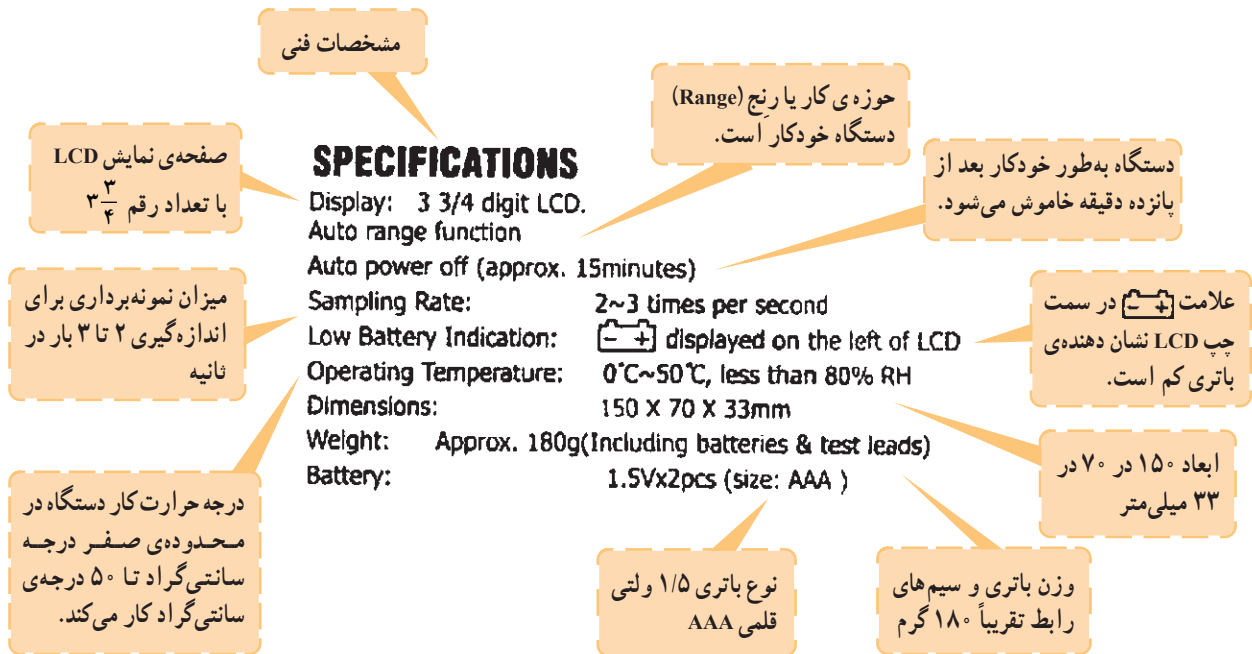 مشخصات فنی
حوزه ی کار یا رِنج (Range)
دستگاه خودکار است.
صفحه‌ی نمایش LCD
با تعداد رقم ۳ ۳/۴
دستگاه به‌طور خودکار بعد از
پانزده دقیقه خاموش می‌شود.
SPECIFICATIONS
Display: 3 3/4 digit LCD.
Auto range function
Auto power off (approx. 15minutes)
Sampling Rate: 2~3 times per second
Low Battery Indication: - + displayed on the left of LCD
Operating Temperature: 0°C~50°C, less than 80% RH
Dimensions: 150 X 70 X 33mm
Weight: Approx. 180g(Including batteries & test leads)
Battery: 1.5Vx2pcs (size: AAA )
میزان نمونه‌برداری برای
اندازه‌گیری ۲ تا ۳ بار در
ثانیه
علامت - + در سمت
چپ LCD نشان دهنده‌ی
باتری کم است.
ابعاد ۱۵۰ در ۷۰ در
۳۳ میلی‌متر
درجه حرارت کار دستگاه در
محدوده‌ی صفر درجه
سانتی‌گراد تا ۵۰ درجه‌ی
سانتی‌گراد کار می‌کند.
نوع باتری ۱/۵ ولتی
قلمی AAA
وزن باتری و سیم‌های
رابط تقریباً ۱۸۰ گرم